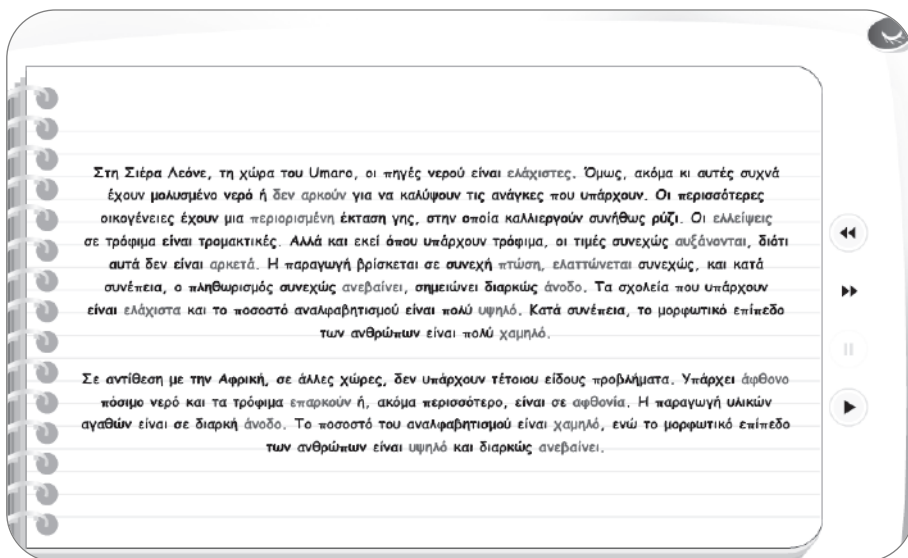 Στη Σιέρα Λεόνε, τη χώρα του Umaro, οι πηγές νερού είναι ελάχιστες. Όμως, ακόμα κι αυτές συχνά
έχουν μολυσμένο νερό ή δεν αρκούν για να καλύψουν τις ανάγκες που υπάρχουν. Οι περισσότερες
οικογένειες έχουν μια περιορισμένη έκταση γης, στην οποία καλλιεργούν συνήθως ρύζι. Οι ελλείψεις
σε τρόφιμα είναι τρομακτικές. Αλλά και εκεί όπου υπάρχουν τρόφιμα, οι τιμές συνεχώς αυξάνονται, διότι
αυτά δεν είναι αρκετά. Η παραγωγή βρίσκεται σε συνεχή πτώση, ελαττώνεται συνεχώς, και κατά
συνέπεια, ο πληθωρισμός συνεχώς ανεβαίνει, σημειώνει διαρκώς άνοδο. Τα σχολεία που υπάρχουν
είναι ελάχιστα και το ποσοστό αναλφαβητισμού είναι πολύ υψηλό. Κατά συνέπεια, το μορφωτικό επίπεδο
των ανθρώπων είναι πολύ χαμηλό.
Σε αντίθεση με την Αφρική, σε άλλες χώρες, δεν υπάρχουν τέτοιου είδους προβλήματα. Υπάρχει άφθονο
πόσιμο νερό και τα τρόφιμα επαρκούν ή, ακόμα περισσότερο, είναι σε αφθονία. Η παραγωγή υλικών
αγαθών είναι σε διαρκή άνοδο. Το ποσοστό του αναλφαβητισμού είναι χαμηλό, ενώ το μορφωτικό επίπεδο
των ανθρώπων είναι υψηλό και διαρκώς ανεβαίνει.